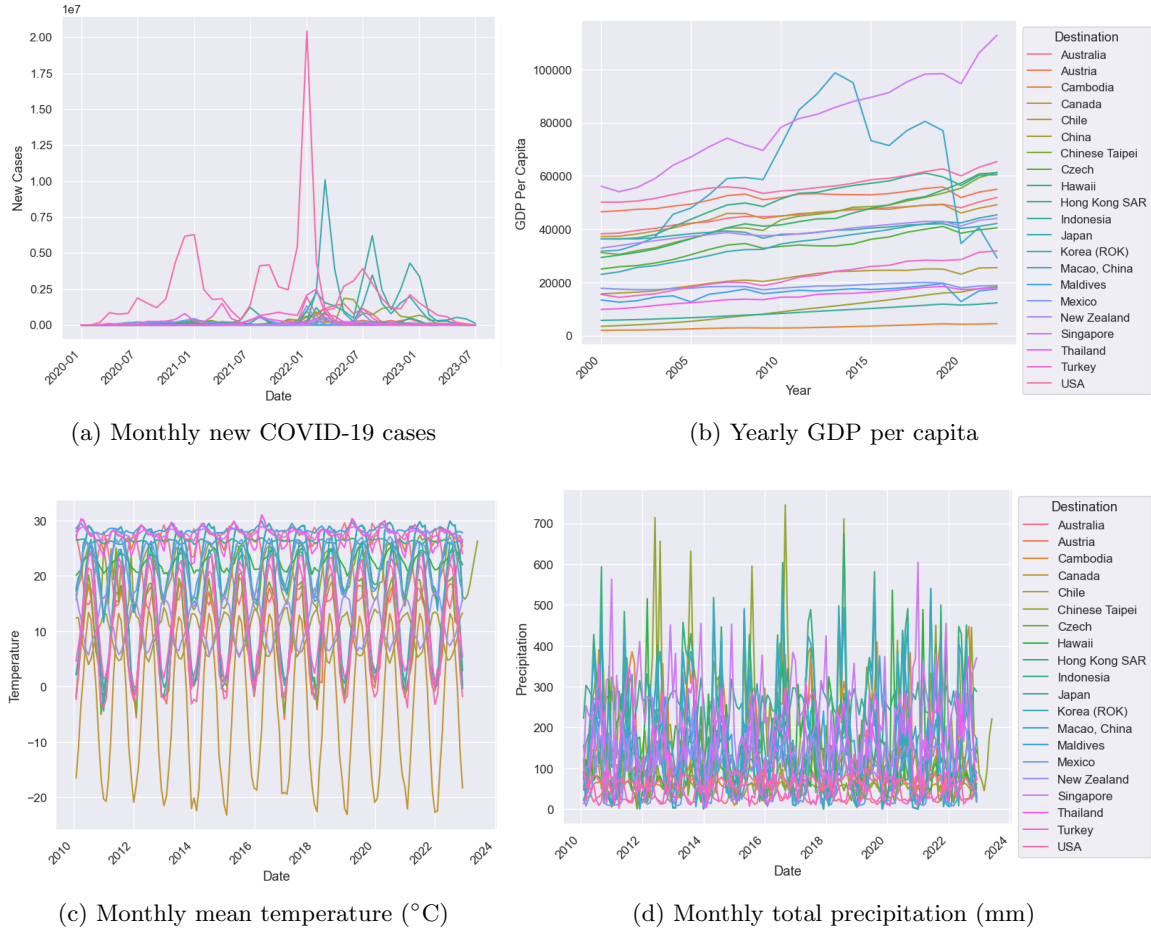 1e7
2.00
1.75
1.50
1.25
1.00
0.75
0.50
0.25
0.00
New Cases
2020-01
2020-07
2021-01
2021-07
2022-01
2022-07
2023-01
2023-07
Date
(a) Monthly new COVID-19 cases
100000
80000
60000
40000
20000
0
GDP Per Capita
2000
2005
2010
2015
2020
Year
Destination
Australia
Austria
Cambodia
Canada
Chile
China
Chinese Taipei
Czech
Hawaii
Hong Kong SAR
Indonesia
Japan
Korea (ROK)
Macao, China
Maldives
Mexico
New Zealand
Singapore
Thailand
Turkey
USA
(b) Yearly GDP per capita
30
20
10
0
−10
−20
Temperature
2010
2012
2014
2016
2018
2020
2022
2024
Date
(c) Monthly mean temperature (°C)
700
600
500
400
300
200
100
0
Precipitation
2010
2012
2014
2016
2018
2020
2022
2024
Date
Destination
Australia
Austria
Cambodia
Canada
Chile
Chinese Taipei
Czech
Hawaii
Hong Kong SAR
Indonesia
Japan
Korea (ROK)
Macao, China
Maldives
Mexico
New Zealand
Singapore
Thailand
Turkey
USA
(d) Monthly total precipitation (mm)